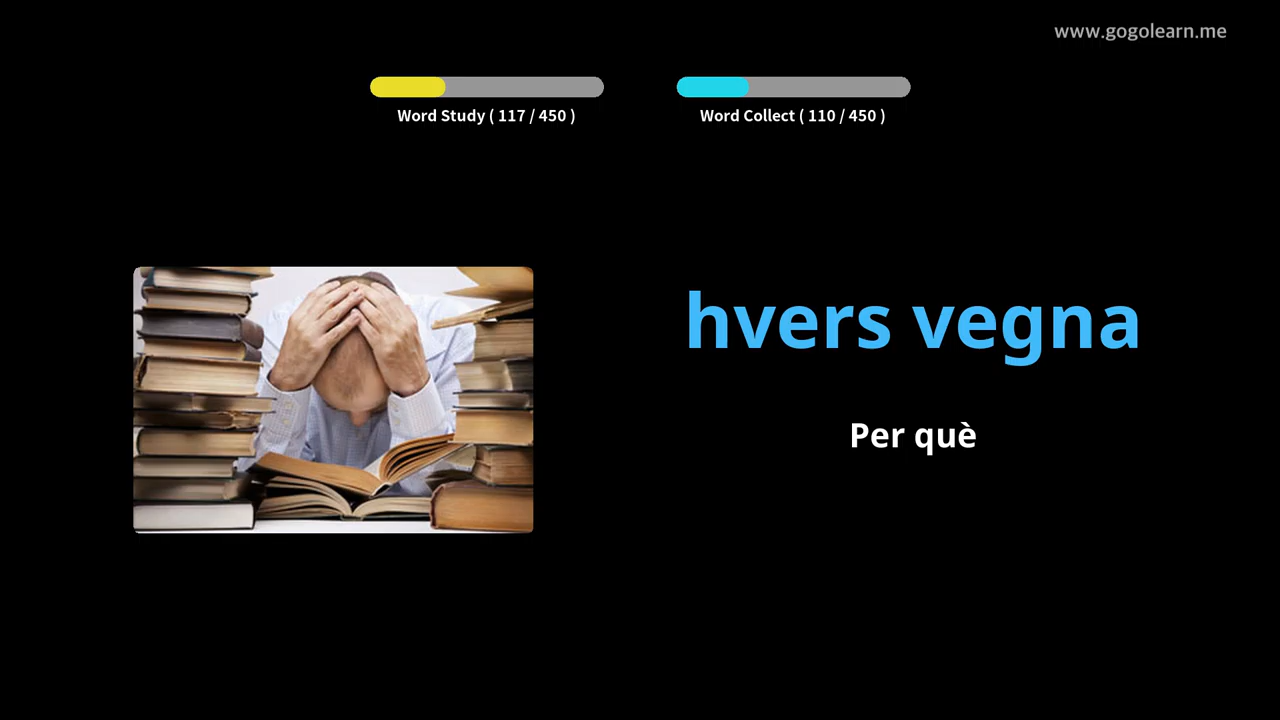 www.gogolearn.me
Word Study ( 117 / 450 )
Word Collect ( 110 / 450 )
hvers vegna
Per què